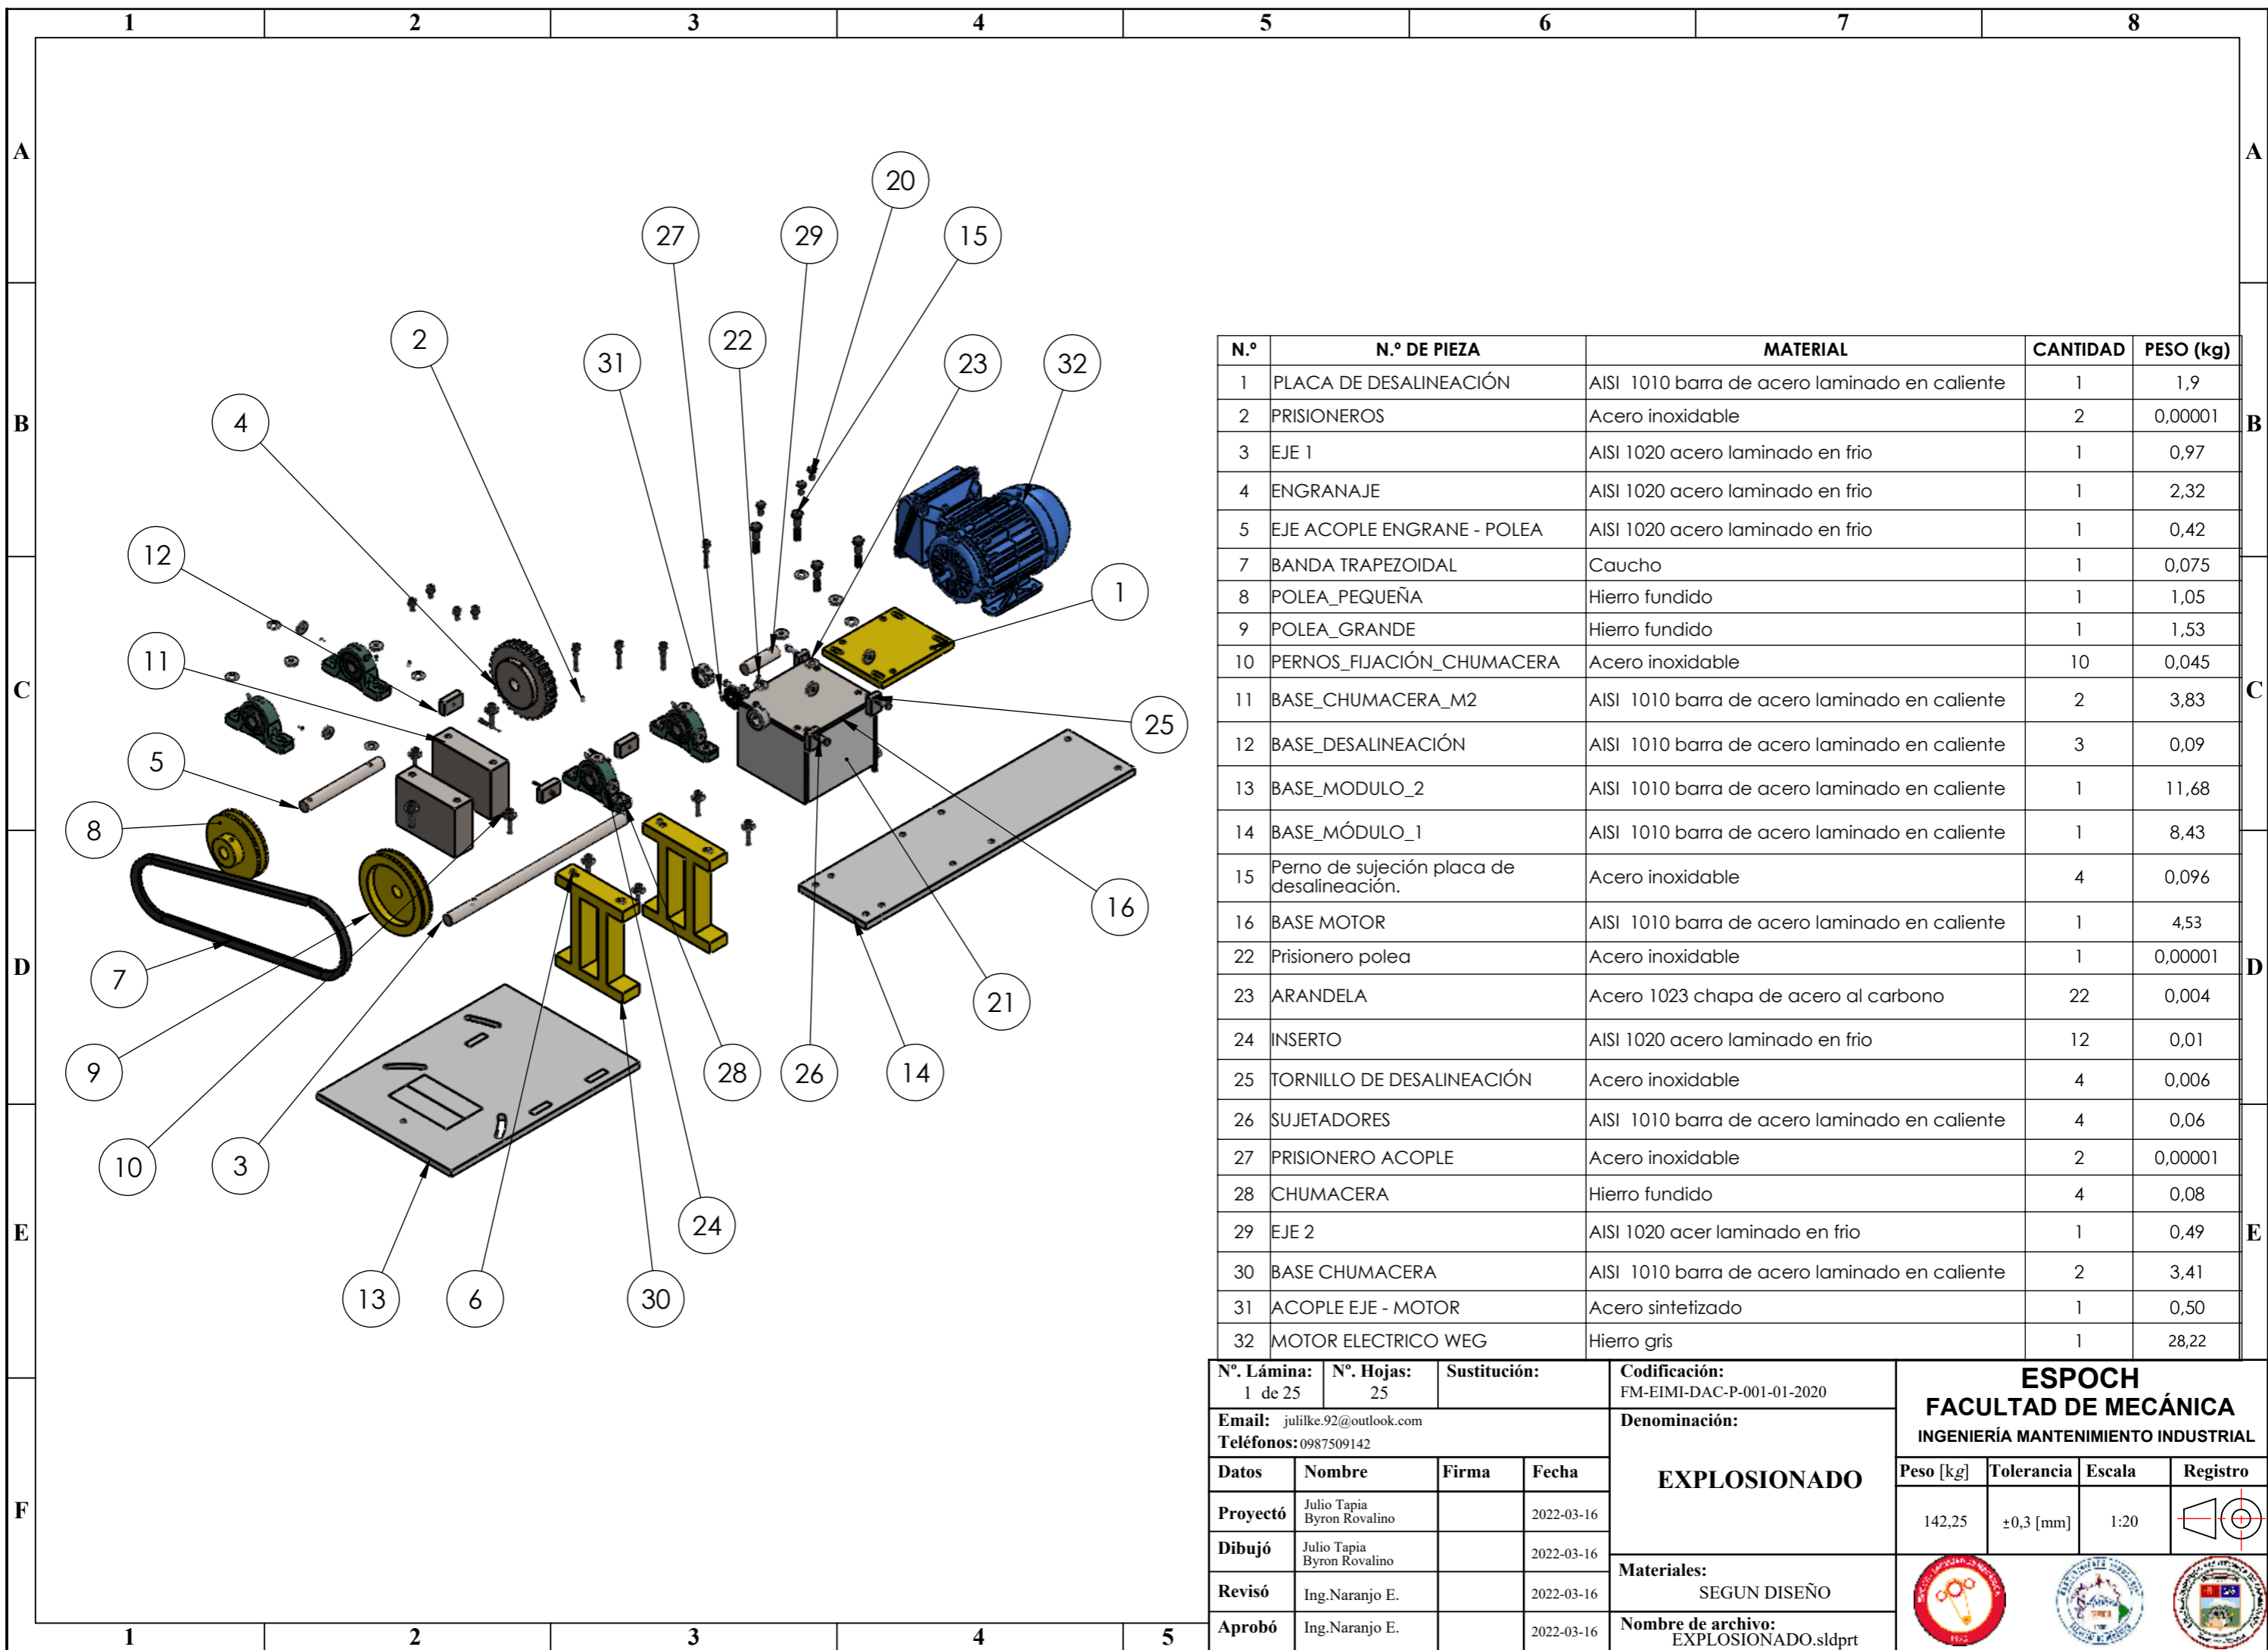 1 2 3 4 5 6 7 8
A A
B B
C C
D D
E E
F
20
27 29 15
2 31 22 23 32
4
12
1
11
25
5
8
16
7
21
9 28 26 14
10 3
24
13 6 30
N.º N.º DE PIEZA MATERIAL CANTIDAD PESO (kg)
1 PLACA DE DESALINEACIÓN AISI 1010 barra de acero laminado en caliente 1 1,9
2 PRISIONEROS Acero inoxidable 2 0,00001
3 EJE 1 AISI 1020 acero laminado en frio 1 0,97
4 ENGRANAJE AISI 1020 acero laminado en frio 1 2,32
5 EJE ACOPLE ENGRANE - POLEA AISI 1020 acero laminado en frio 1 0,42
7 BANDA TRAPEZOIDAL Caucho 1 0,075
8 POLEA_PEQUEÑA Hierro fundido 1 1,05
9 POLEA_GRANDE Hierro fundido 1 1,53
10 PERNOS_FIJACIÓN_CHUMACERA Acero inoxidable 10 0,045
11 BASE_CHUMACERA_M2 AISI 1010 barra de acero laminado en caliente 2 3,83
12 BASE_DESALINEACIÓN AISI 1010 barra de acero laminado en caliente 3 0,09
13 BASE_MODULO_2 AISI 1010 barra de acero laminado en caliente 1 11,68
14 BASE_MÓDULO_1 AISI 1010 barra de acero laminado en caliente 1 8,43
15 Perno de sujeción placa de desalineación. Acero inoxidable 4 0,096
16 BASE MOTOR AISI 1010 barra de acero laminado en caliente 1 4,53
22 Prisionero polea Acero inoxidable 1 0,00001
23 ARANDELA Acero 1023 chapa de acero al carbono 22 0,004
24 INSERTO AISI 1020 acero laminado en frio 12 0,01
25 TORNILLO DE DESALINEACIÓN Acero inoxidable 4 0,006
26 SUJETADORES AISI 1010 barra de acero laminado en caliente 4 0,06
27 PRISIONERO ACOPLE Acero inoxidable 2 0,00001
28 CHUMACERA Hierro fundido 4 0,08
29 EJE 2 AISI 1020 acer laminado en frio 1 0,49
30 BASE CHUMACERA AISI 1010 barra de acero laminado en caliente 2 3,41
31 ACOPLE EJE - MOTOR Acero sintetizado 1 0,50
32 MOTOR ELECTRICO WEG Hierro gris 1 28,22
Nº. Lámina: Nº. Hojas: Sustitución: Codificación:
1 de 25 25 FM-EIMI-DAC-P-001-01-2020
ESPOCH
FACULTAD DE MECÁNICA
INGENIERÍA MANTENIMIENTO INDUSTRIAL
Email: julilke.92@outlook.com
Teléfonos: 0987509142
Denominación:
EXPLOSIONADO
Datos Nombre Firma Fecha
Proyectó Julio Tapia Byron Rovalino 2022-03-16
Dibujó Julio Tapia Byron Rovalino 2022-03-16
Revisó Ing.Naranjo E. 2022-03-16
Aprobó Ing.Naranjo E. 2022-03-16
Peso [kg] Tolerancia Escala Registro
142,25 ±0,3 [mm] 1:20
Materiales:
SEGUN DISEÑO
Nombre de archivo:
EXPLOSIONADO.sldprt
1 2 3 4 5